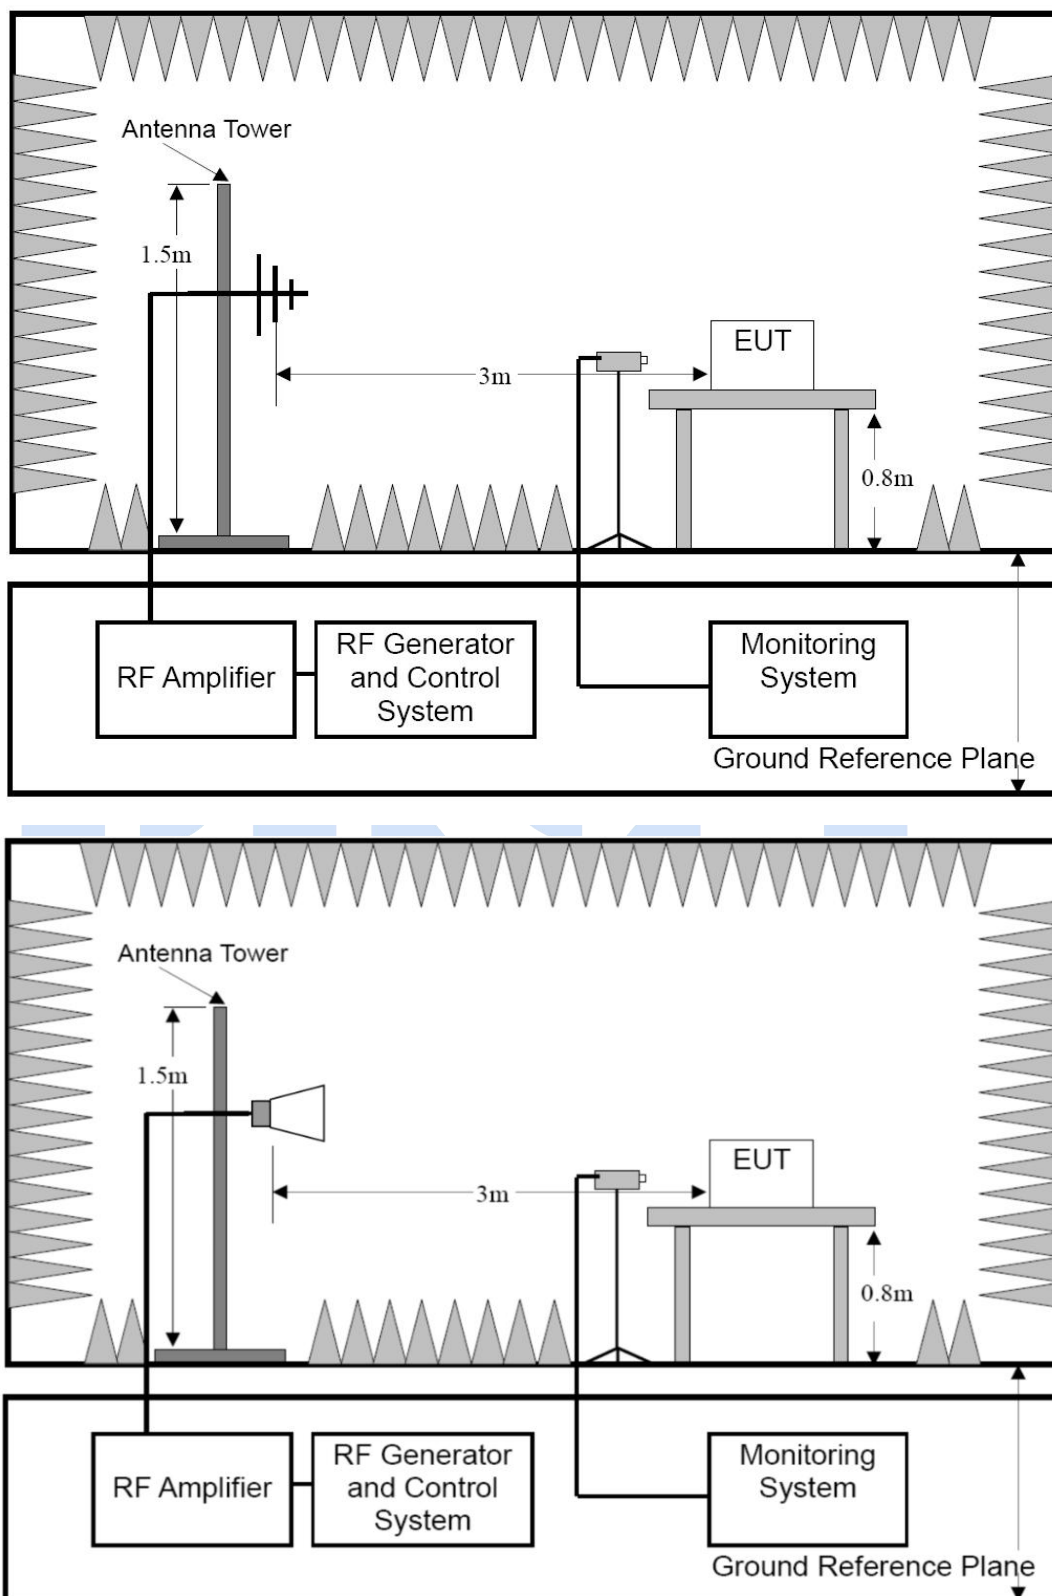 Antenna Tower
1.5m
EUT
3m
0.8m
RF Amplifier
RF Generator
and Control
System
Monitoring
System
Ground Reference Plane
Antenna Tower
1.5m
EUT
3m
0.8m
RF Amplifier
RF Generator
and Control
System
Monitoring
System
Ground Reference Plane